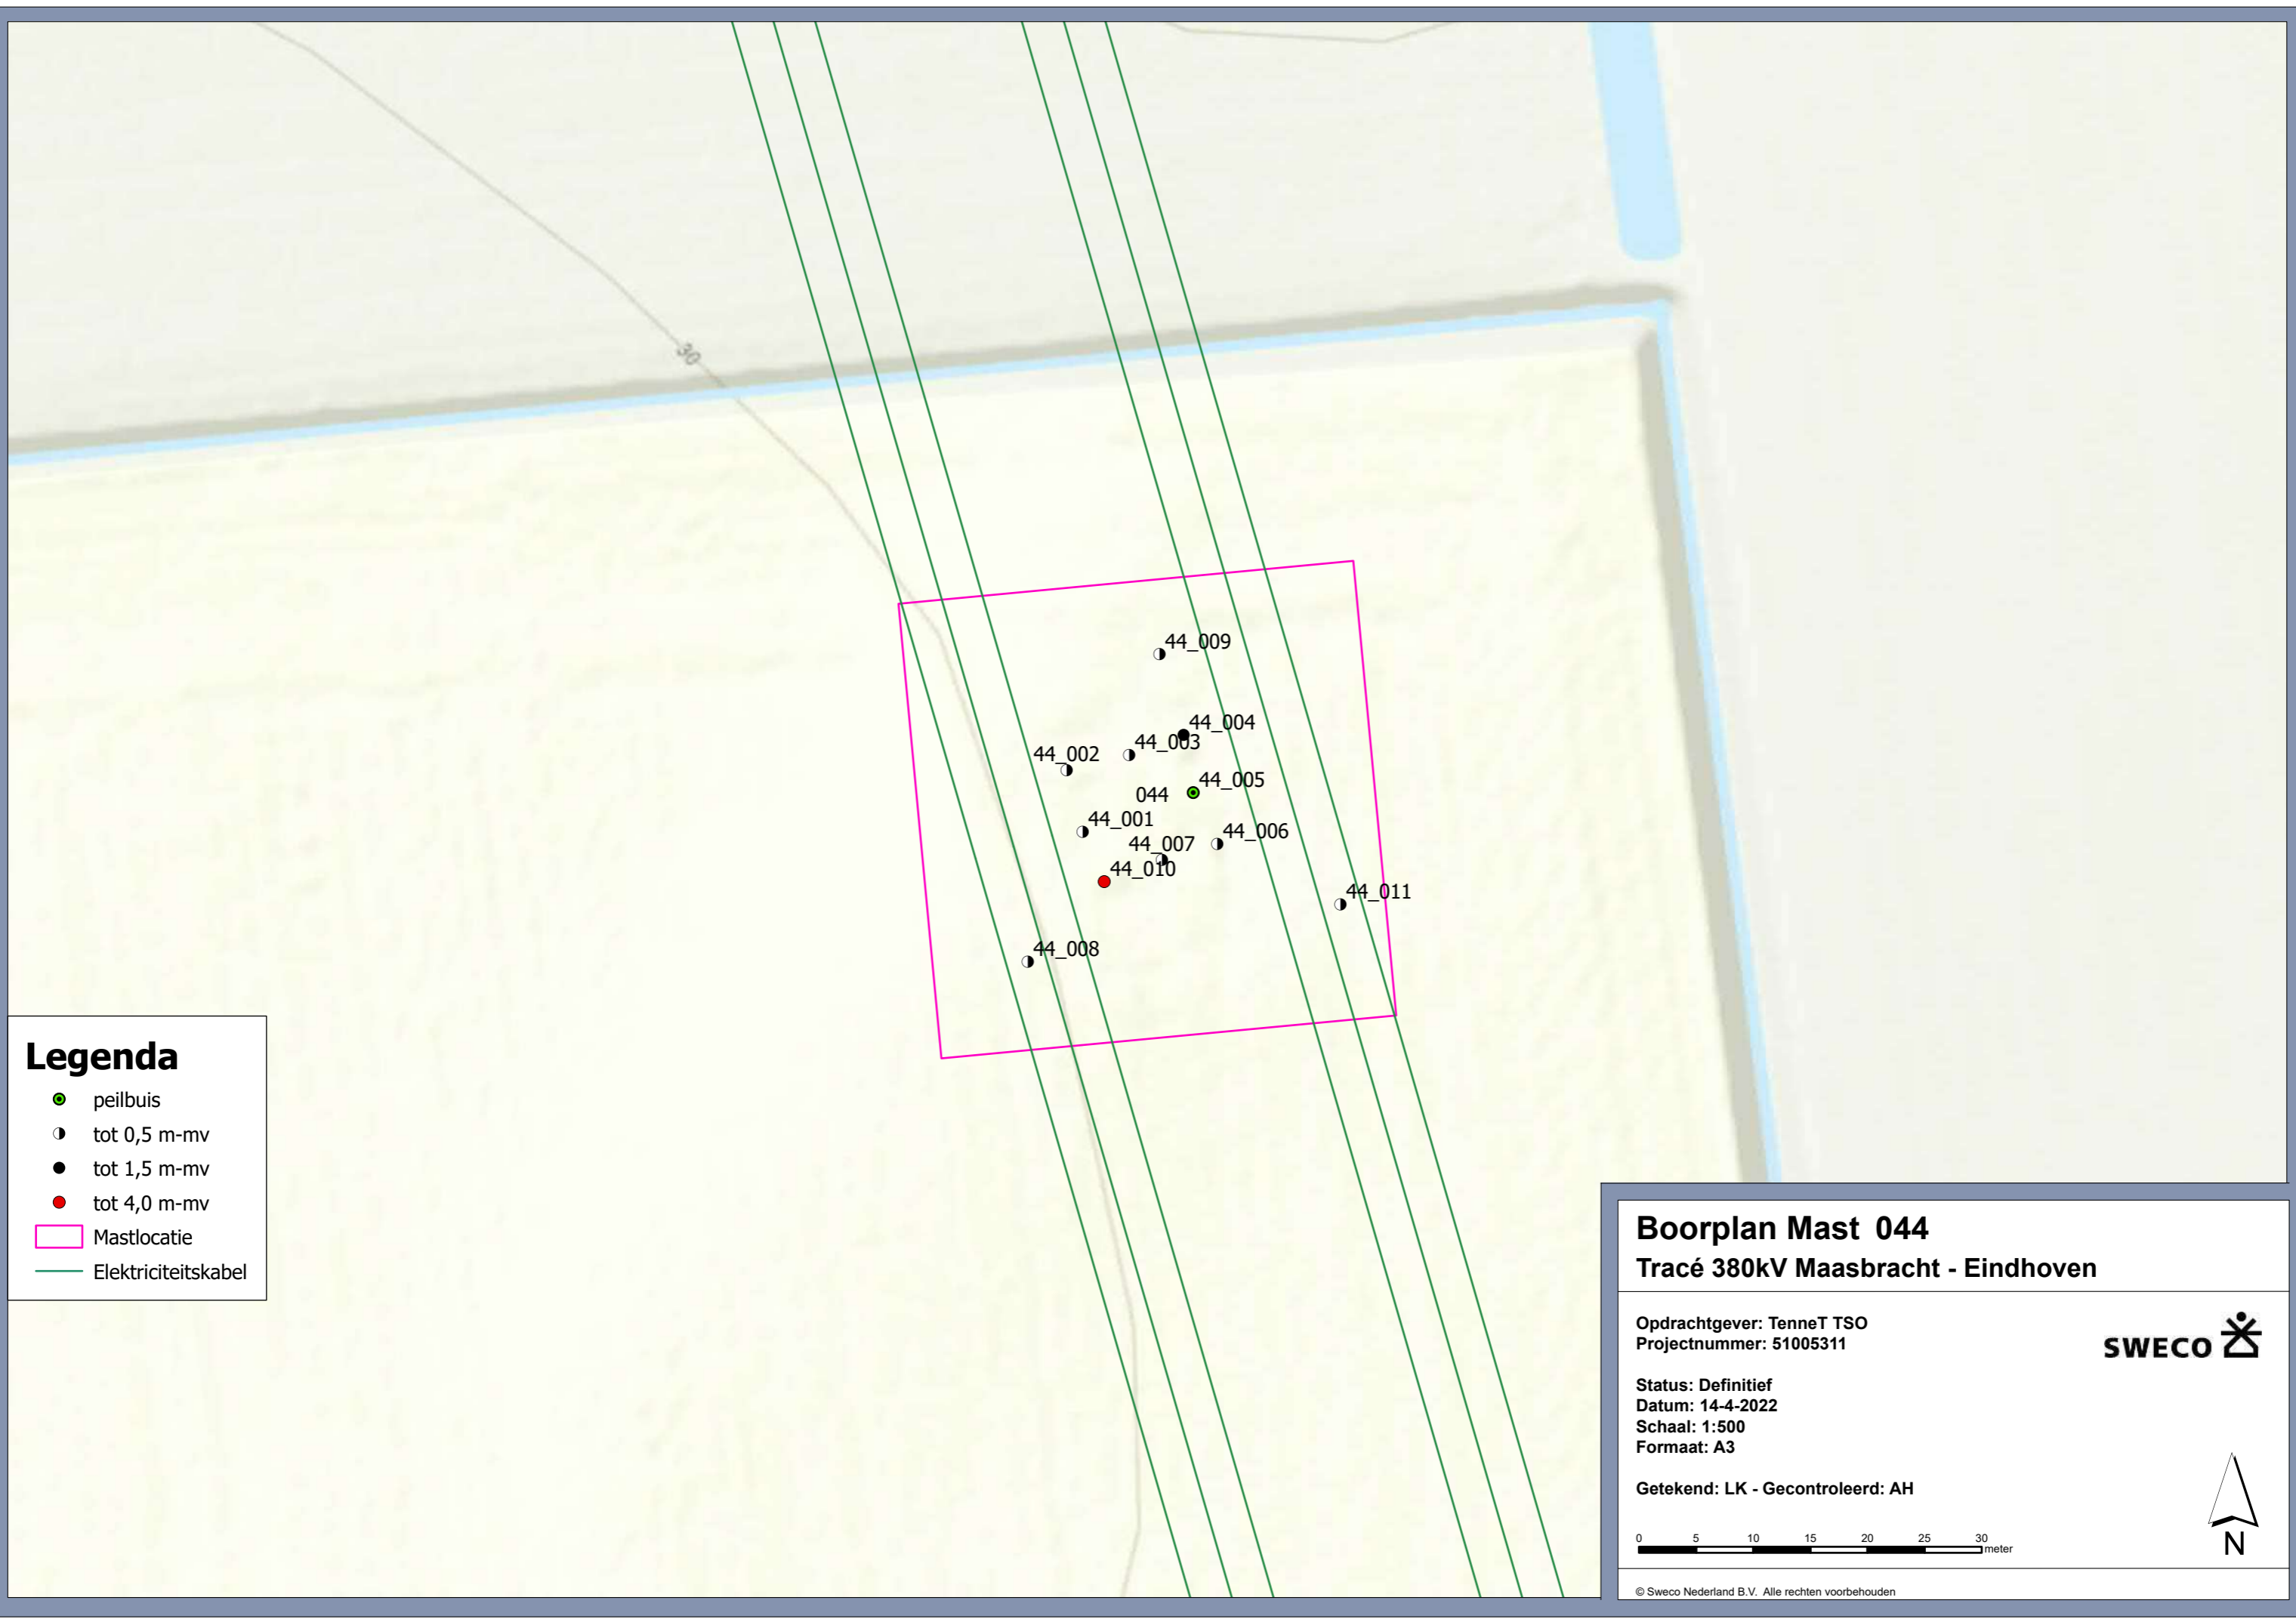 30
44_009
44_004
44_003
44_002
44_005
044
44_001
44_006
44_007
44_010
44_011
44_008
Legenda
peilbuis
tot 0,5 m-mv
tot 1,5 m-mv
tot 4,0 m-mv
Mastlocatie
Elektriciteitskabel
Boorplan Mast 044
Tracé 380kV Maasbracht - Eindhoven
Opdrachtgever: TenneT TSO
Projectnummer: 51005311
SWECO
Status: Definitief
Datum: 14-4-2022
Schaal: 1:500
Formaat: A3
Getekend: LK - Gecontroleerd: AH
0 5 10 15 20 25 30
meter
N
© Sweco Nederland B.V. Alle rechten voorbehouden